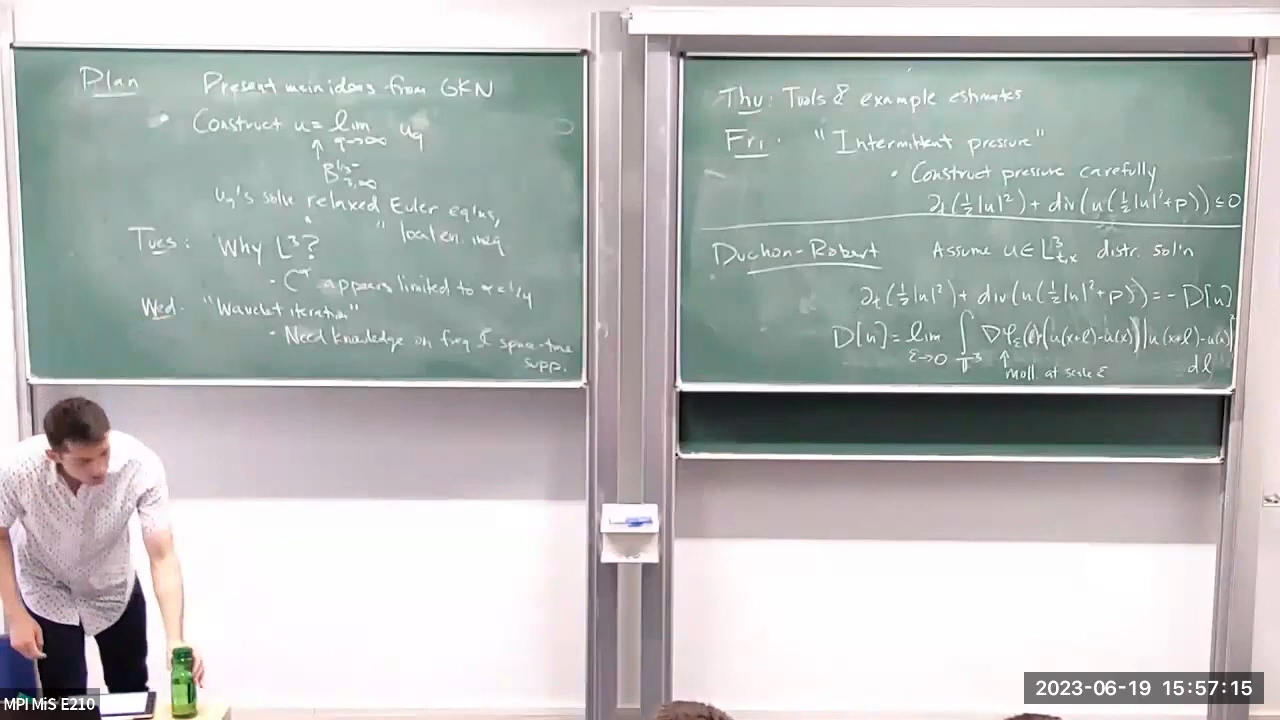 Plan Present main ideas from GKN
· Construct u = lim_{q→∞} u_q
↑
B^{1/3-}_{3,∞}
u_q's solve relaxed Euler eq'ns,
" local en. ineq
Tues: Why L³?
· C^α appears limited to α<1/4
Wed. "Wavelet iteration"
· Need knowledge on freq & space-time
supp.
Thu: Tools & example estimates
Fri. "Intermittent pressure"
· Construct pressure carefully
∂_t(½|u|²) + div(u(½|u|²+p)) ≤ 0
Duchon-Robert Assume u∈L³_{t,x} distr. sol'n
∂_t(½|u|²) + div(u(½|u|²+p)) = - D[u]
D[u] = lim_{ε→0} ∫_{𝕋³} ∇φ_ε(ℓ)(u(x+ℓ)-u(x))|u(x+ℓ)-u(x)|²
↑ moll. at scale ε dℓ
MPI MiS E210
2023-06-19 15:57:15